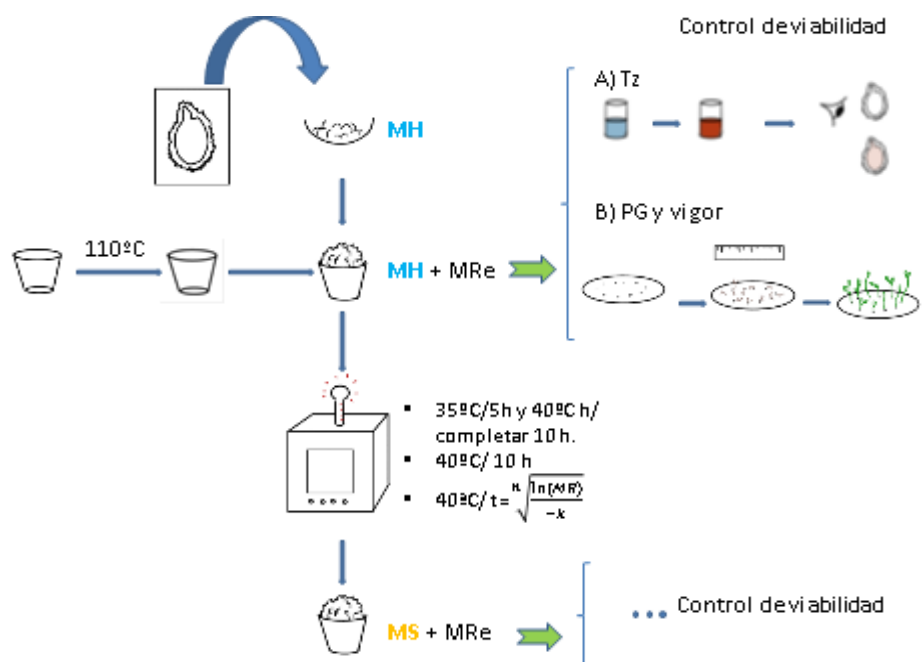 Control deviabilidad
A) Tz
MH
B) PG y vigor
110ºC
MH + MRe
35ºC/5h y 40ºC h/
completar 10 h.
40ºC/ 10 h
40ºC/ t = ⁿ√(ln(MR)/-k)
MS + MRe
... Control deviabilidad